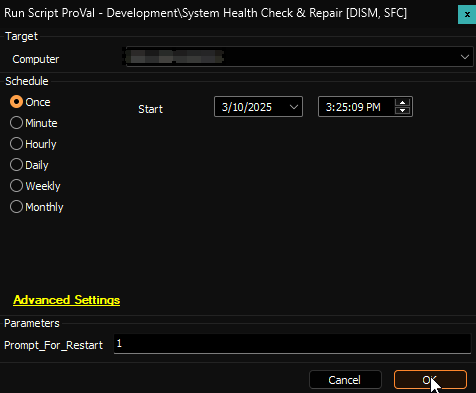 Run Script ProVal - Development\System Health Check & Repair [DISM, SFC]
x
Target
Computer
Schedule
Once
Start
3/10/2025
3:25:09 PM
Minute
Hourly
Daily
Weekly
Monthly
Advanced Settings
Parameters
Prompt_For_Restart
1
Cancel
OK